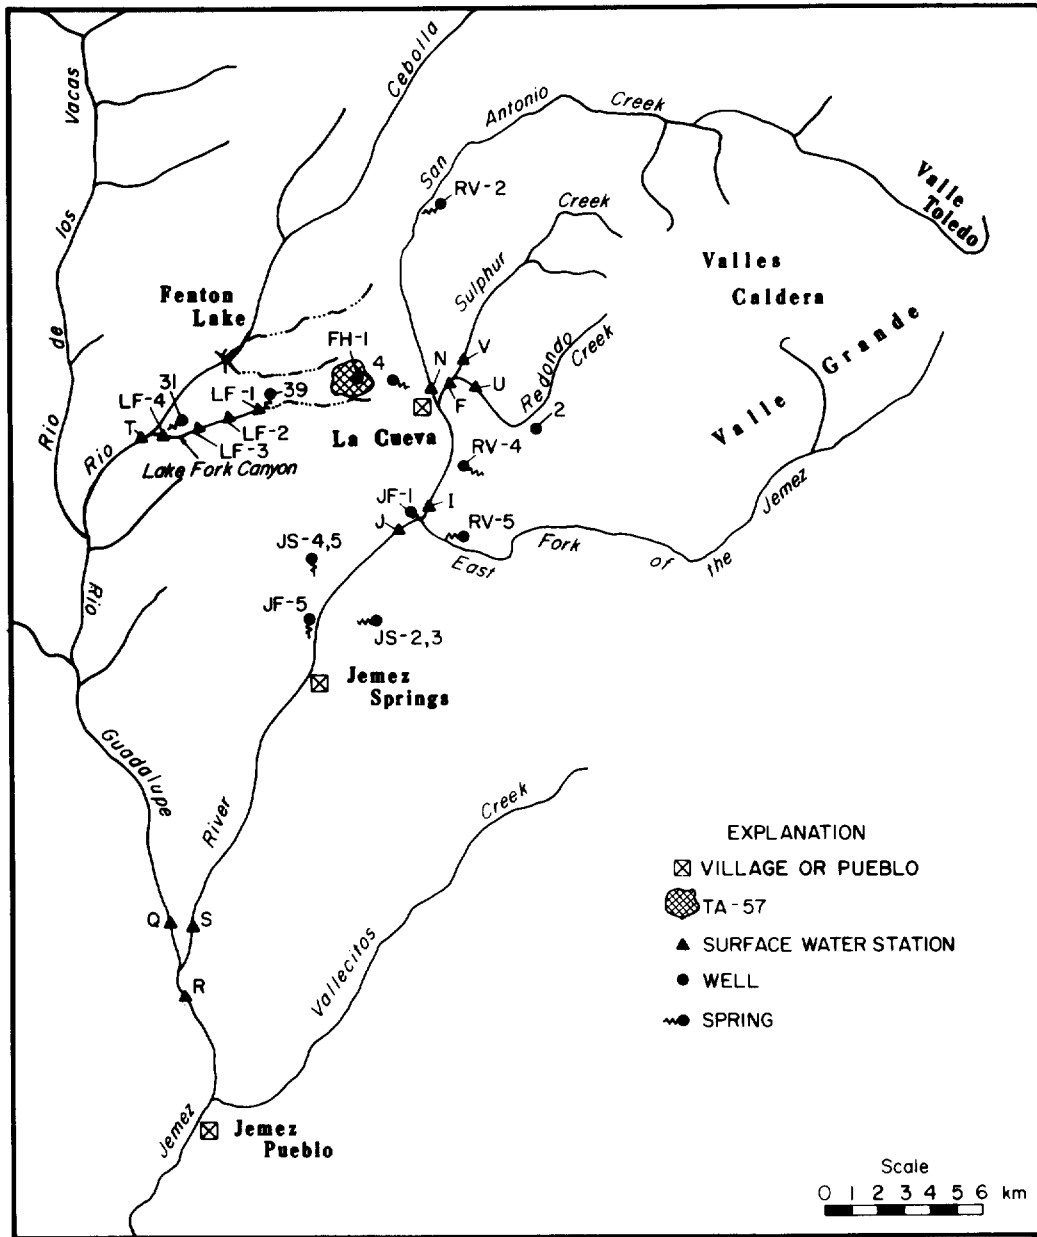 Vacas
los
de
Rio
Cebolla
San
Antonio
Creek
RV-2
Creek
Sulphur
Valle
Toledo
Valles
Caldera
Fenton
Lake
FH-1
4
N
V
F
U
Redondo
Creek
Valle Grande
31
LF-4
LF-1
39
T
LF-2
LF-3
La Cueva
2
RV-4
Rio
Lake Fork Canyon
JF-1
I
J
RV-5
East Fork of the Jemez
JS-4,5
Rio
JF-5
JS-2,3
Jemez
Springs
Guadalupe
River
Creek
Vallecitos
Q
S
R
Jemez
Jemez
Pueblo
EXPLANATION
VILLAGE OR PUEBLO
TA-57
SURFACE WATER STATION
WELL
SPRING
Scale
0 1 2 3 4 5 6 km